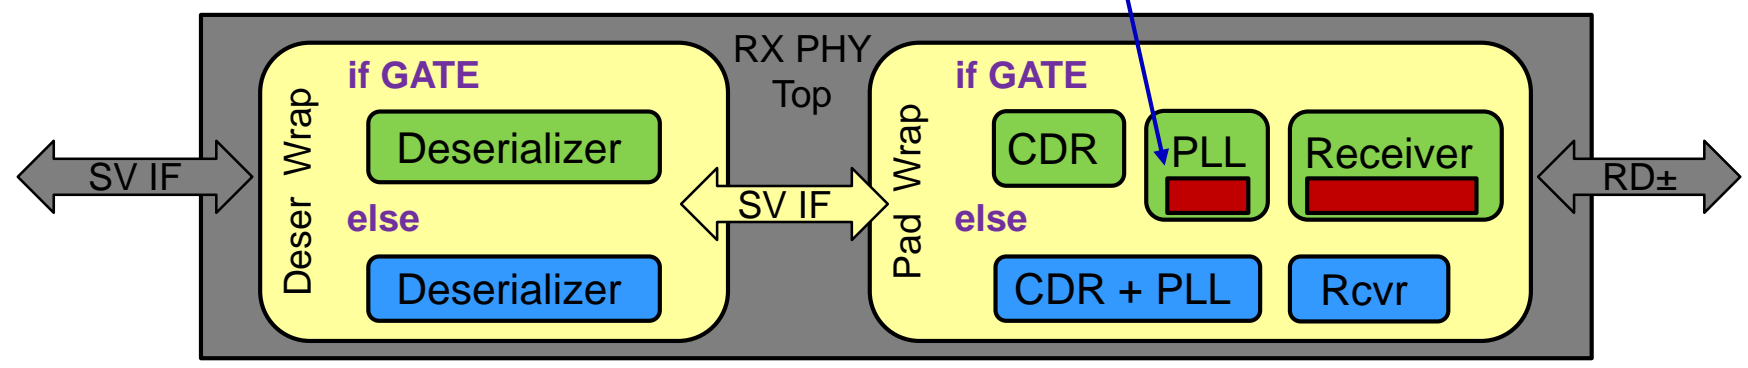 RX PHY
Top
SV IF
Deser Wrap
if GATE
Deserializer
else
Deserializer
SV IF
Pad Wrap
if GATE
CDR
PLL
Receiver
else
CDR + PLL
Rcvr
RD±